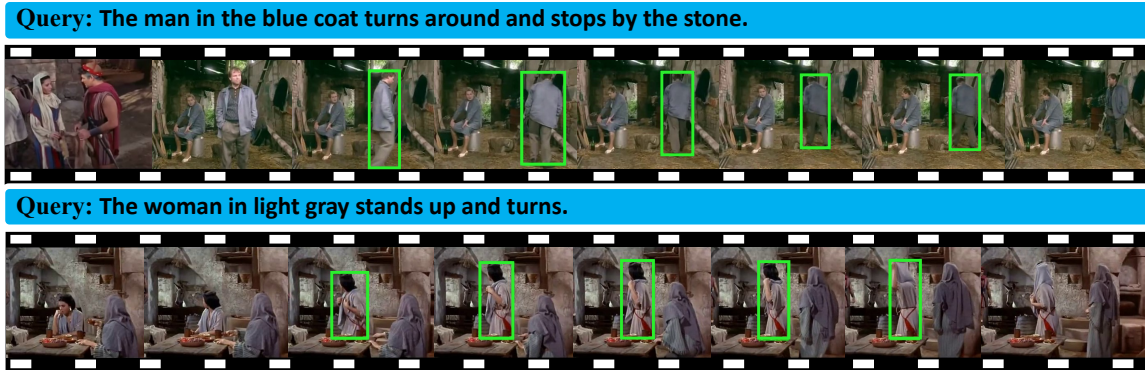 Query: The man in the blue coat turns around and stops by the stone.
Query: The woman in light gray stands up and turns.